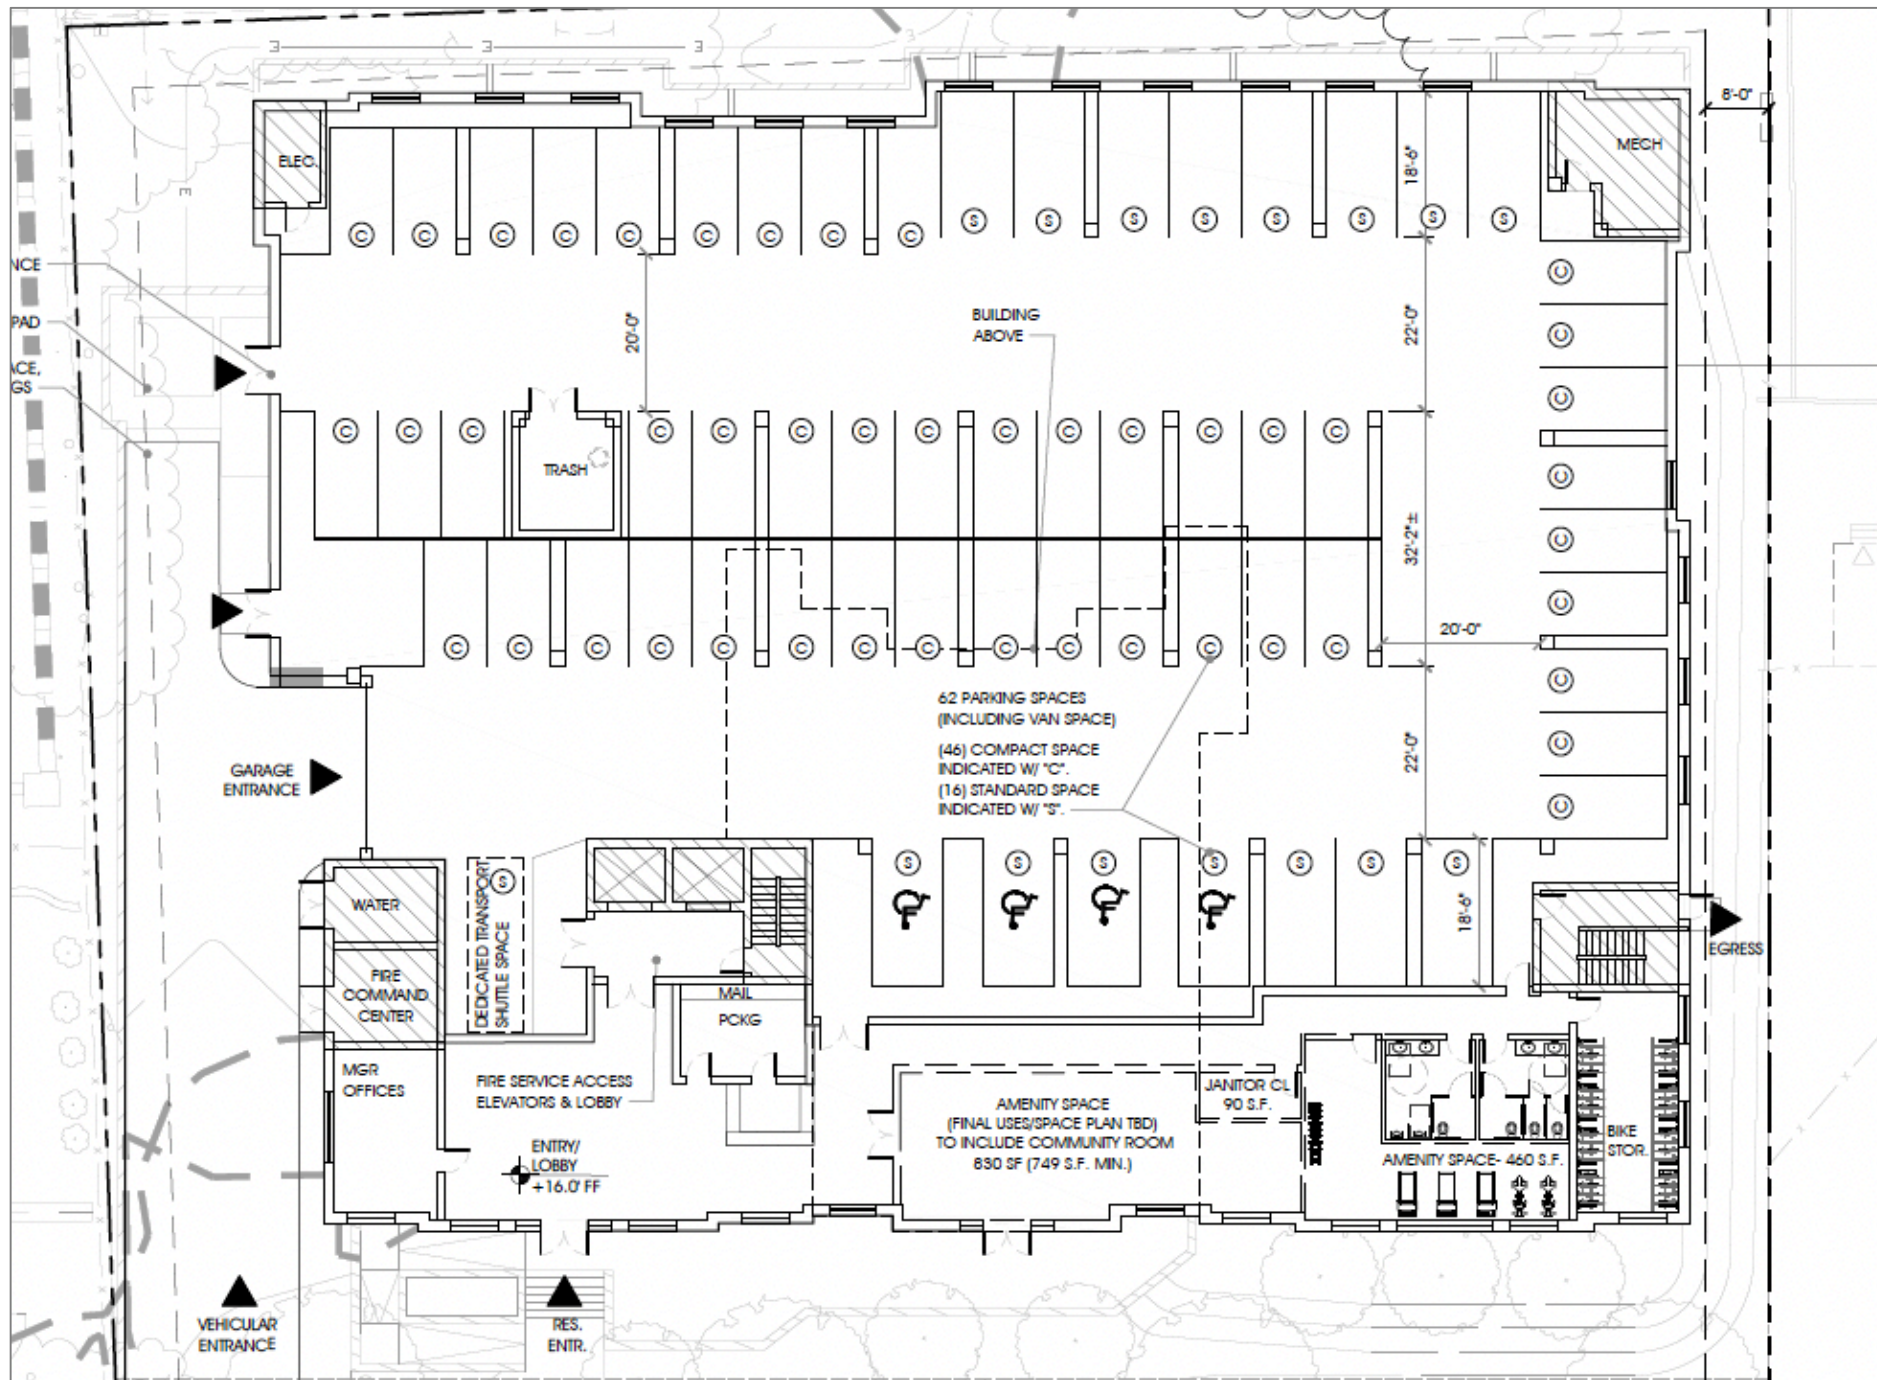 8'-0"
MECH
ELEC.
18'-6"
C C C C C C C C C S S S S S S S S
C
NCE
20'-0"
BUILDING
ABOVE
22'-0"
C
PAD
ACE,
GS
C
C C C C C C C C C C C C C C
TRASH
C
32'-2"±
C
C
20'-0"
C C C C C C C C C C C C C C
C
62 PARKING SPACES
(INCLUDING VAN SPACE)
(46) COMPACT SPACE
INDICATED W/ "C".
(16) STANDARD SPACE
INDICATED W/ "S".
22'-0"
C
C
GARAGE
ENTRANCE
S S S S S S S
S
DEDICATED TRANSPORT
SHUTTLE SPACE
18'-6"
WATER
EGRESS
FIRE
COMMAND
CENTER
MAIL
PCKG
MGR
OFFICES
FIRE SERVICE ACCESS
ELEVATORS & LOBBY
JANITOR CL
90 S.F.
AMENITY SPACE
(FINAL USES/SPACE PLAN TBD)
TO INCLUDE COMMUNITY ROOM
830 SF (749 S.F. MIN.)
BIKE
STOR.
ENTRY/
LOBBY
+16.0' FF
AMENITY SPACE- 460 S.F.
VEHICULAR
ENTRANCE
RES.
ENTR.